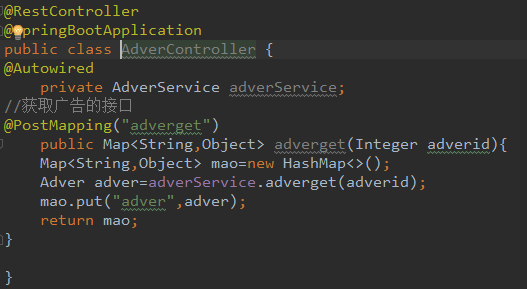 @RestController
@SpringBootApplication
public class AdverController {
@Autowired
    private AdverService adverService;
//获取广告的接口
@PostMapping("adverget")
    public Map<String,Object> adverget(Integer adverid){
    Map<String,Object> mao=new HashMap<>();
    Adver adver=adverService.adverget(adverid);
    mao.put("adver",adver);
    return mao;
}
}